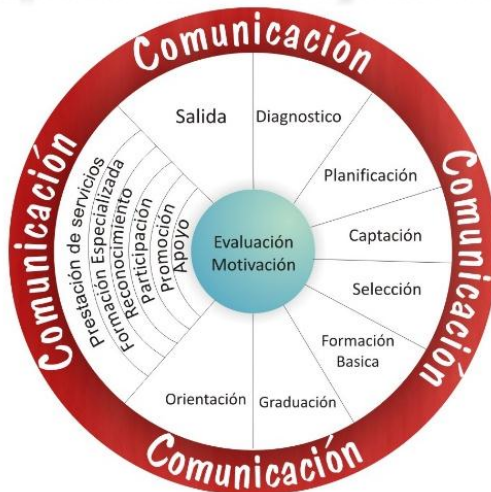 Comunicación
Salida
Diagnostico
Planificación
Captación
Selección
Formación
Basica
Graduación
Orientación
Prestación de servicios
Formación Especializada
Reconocimiento
Participación
Promoción
Apoyo
Evaluación
Motivación
Comunicación
Comunicación
Comunicación